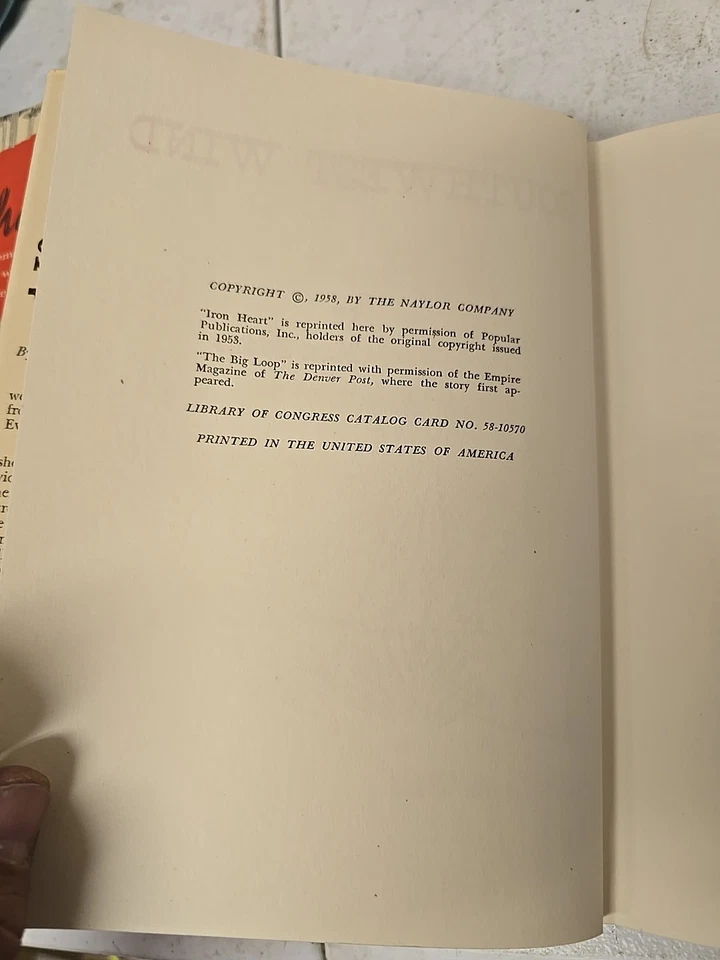 SOUTHWEST WIND
COPYRIGHT ©, 1958, BY THE NAYLOR COMPANY
"Iron Heart" is reprinted here by permission of Popular
Publications, Inc., holders of the original copyright issued
in 1953.
"The Big Loop" is reprinted with permission of the Empire
Magazine of The Denver Post, where the story first ap-
peared.
LIBRARY OF CONGRESS CATALOG CARD NO. 58-10570
PRINTED IN THE UNITED STATES OF AMERICA